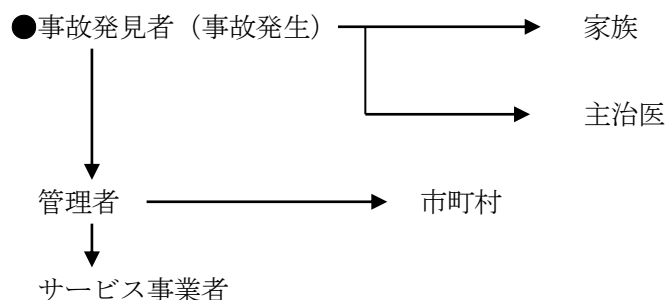 ●事故発見者（事故発生）
家族
主治医
管理者
市町村
サービス事業者